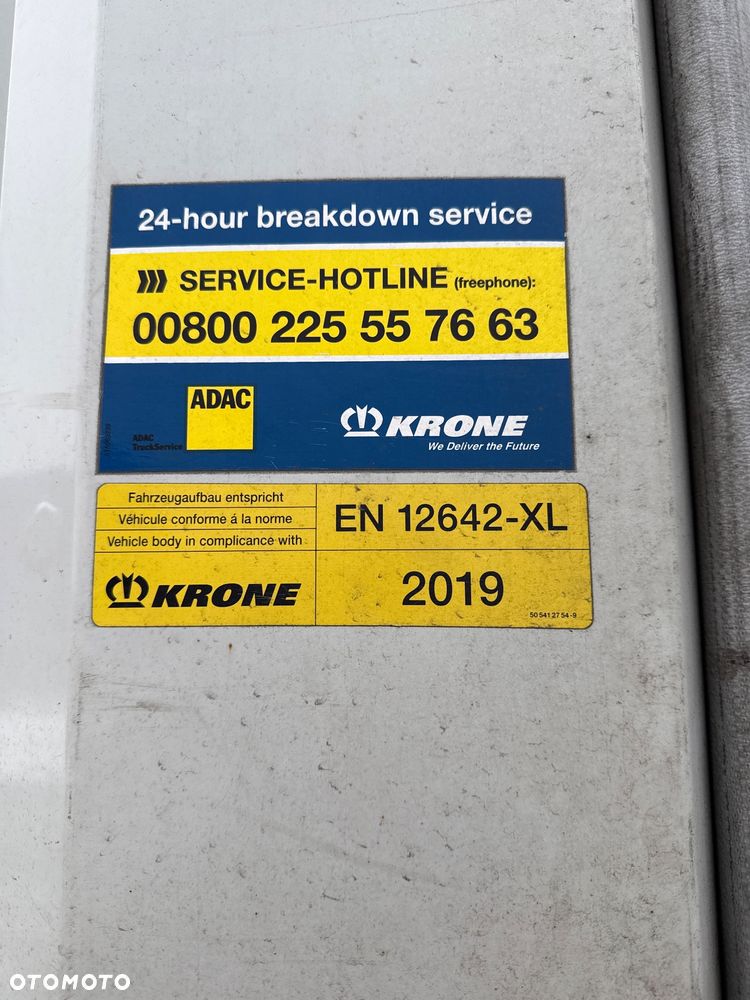 24-hour breakdown service
SERVICE-HOTLINE (freephone):
00800 225 55 76 63
ADAC
ADAC
TruckService
KRONE
We Deliver the Future
Fahrzeugaufbau entspricht
Véhicule conforme á la norme
Vehicle body in complicance with
EN 12642-XL
KRONE
2019
50 541 27 54-9
OTOMOTO